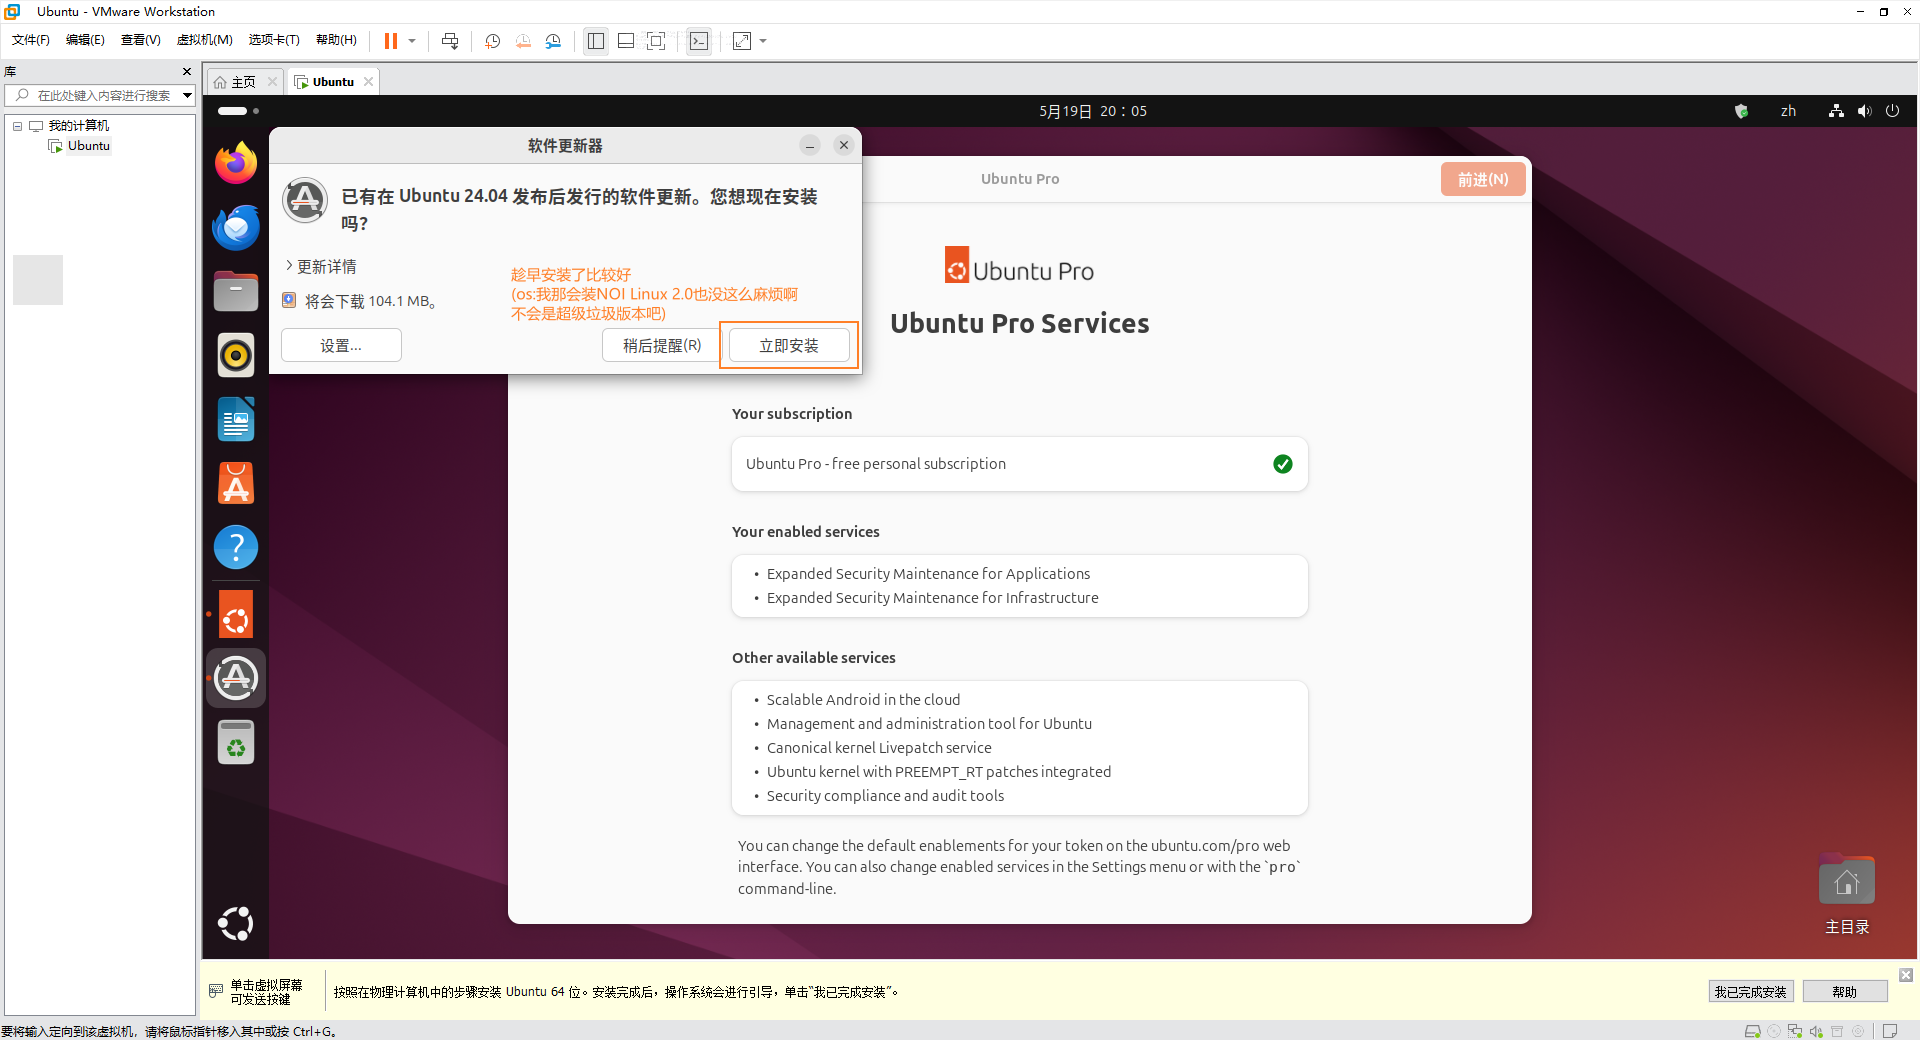 Ubuntu - VMware Workstation
文件(F) 编辑(E) 查看(V) 虚拟机(M) 选项卡(T) 帮助(H)
库
在此处键入内容进行搜索
我的计算机
Ubuntu
主页
Ubuntu
5月19日 20：05
zh
软件更新器
已有在 Ubuntu 24.04 发布后发行的软件更新。您想现在安装
吗？
更新详情
将会下载 104.1 MB。
趁早安装了比较好
(os:我那会装NOI Linux 2.0也没这么麻烦啊
不会是超级垃圾版本吧)
设置...
稍后提醒(R)
立即安装
Ubuntu Pro
前进(N)
Ubuntu Pro
Ubuntu Pro Services
Your subscription
Ubuntu Pro - free personal subscription
Your enabled services
• Expanded Security Maintenance for Applications
• Expanded Security Maintenance for Infrastructure
Other available services
• Scalable Android in the cloud
• Management and administration tool for Ubuntu
• Canonical kernel Livepatch service
• Ubuntu kernel with PREEMPT_RT patches integrated
• Security compliance and audit tools
You can change the default enablements for your token on the ubuntu.com/pro web
interface. You can also change enabled services in the Settings menu or with the `pro`
command-line.
主目录
单击虚拟屏幕
可发送按键
按照在物理计算机中的步骤安装 Ubuntu 64 位。安装完成后，操作系统会进行引导，单击“我已完成安装”。
我已完成安装
帮助
要将输入定向到该虚拟机，请将鼠标指针移入其中或按 Ctrl+G。